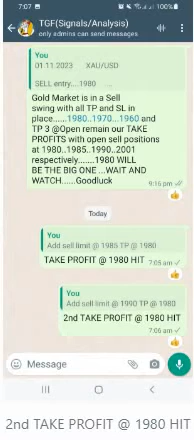 7:07
100%
TGF(Signals/Analysis)
only admins can send messages
You
01.11.2023 XAU/USD
SELL entry....1980 ...
Gold Market is in a Sell
swing with all TP and SL in
place......1980..1970...1960 and
TP 3 @Open remain our TAKE
PROFITS with open sell positions
at 1980..1985..1990..2001
respectively.......1980 WILL
BE THE BIG ONE ...WAIT AND
WATCH.....Goodluck
9:16 pm
Today
You
Add sell limit @ 1985 TP @ 1980
TAKE PROFIT @ 1980 HIT 7:05 am
You
Add sell limit @ 1990 TP @ 1980
2nd TAKE PROFIT @ 1980 HIT
7:06 am
Message
2nd TAKE PROFIT @ 1980 HIT